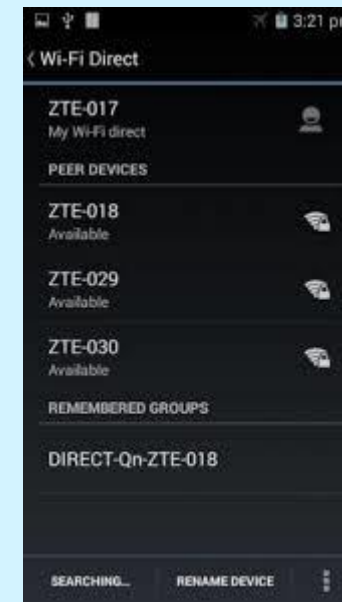 3:21 pm
Wi-Fi Direct
ZTE-017
My Wi-Fi direct
PEER DEVICES
ZTE-018
Available
ZTE-029
Available
ZTE-030
Available
REMEMBERED GROUPS
DIRECT-Qn-ZTE-018
SEARCHING... RENAME DEVICE